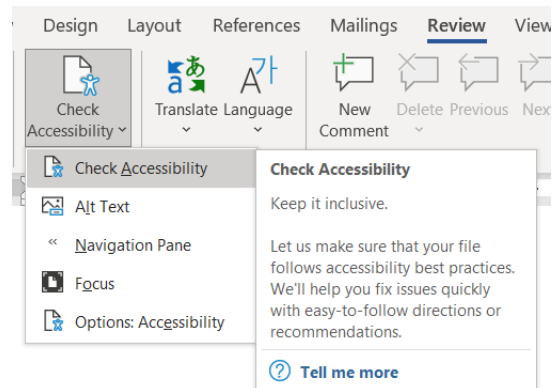 Design Layout References Mailings Review View
Check Accessibility
Translate Language
New Comment
Delete Previous Nex
Check Accessibility
Alt Text
Navigation Pane
Focus
Options: Accessibility
Check Accessibility
Keep it inclusive.
Let us make sure that your file
follows accessibility best practices.
We'll help you fix issues quickly
with easy-to-follow directions or
recommendations.
Tell me more